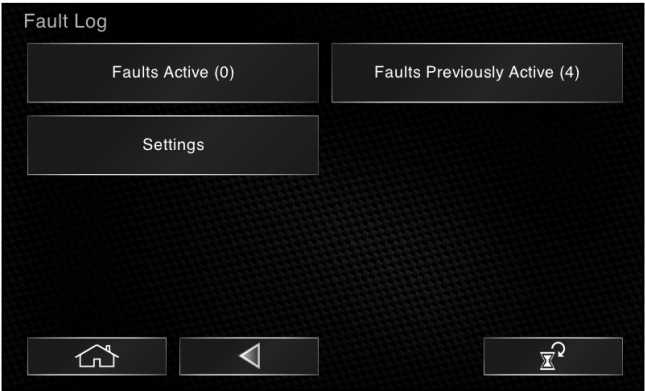 Fault Log
Faults Active (0)
Faults Previously Active (4)
Settings